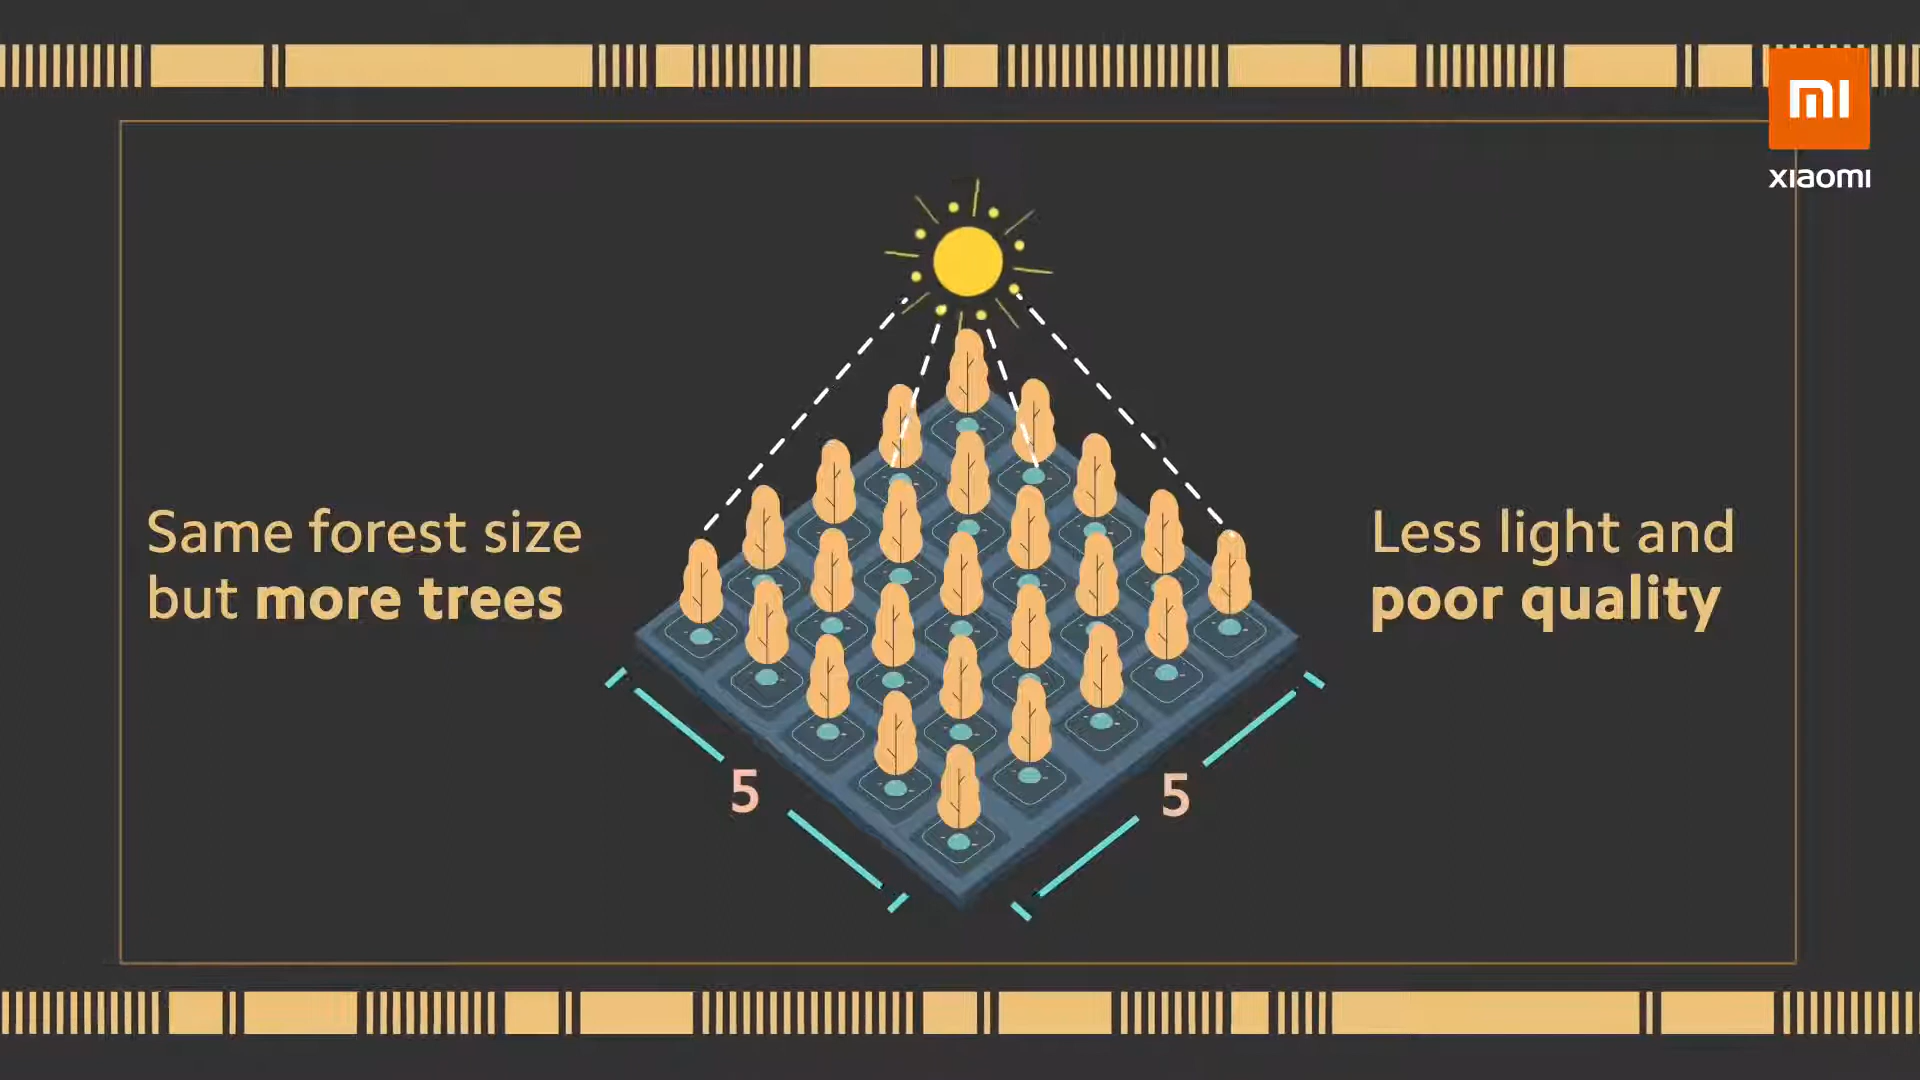 mi
xiaomi
Same forest size
but more trees
Less light and
poor quality
5
5